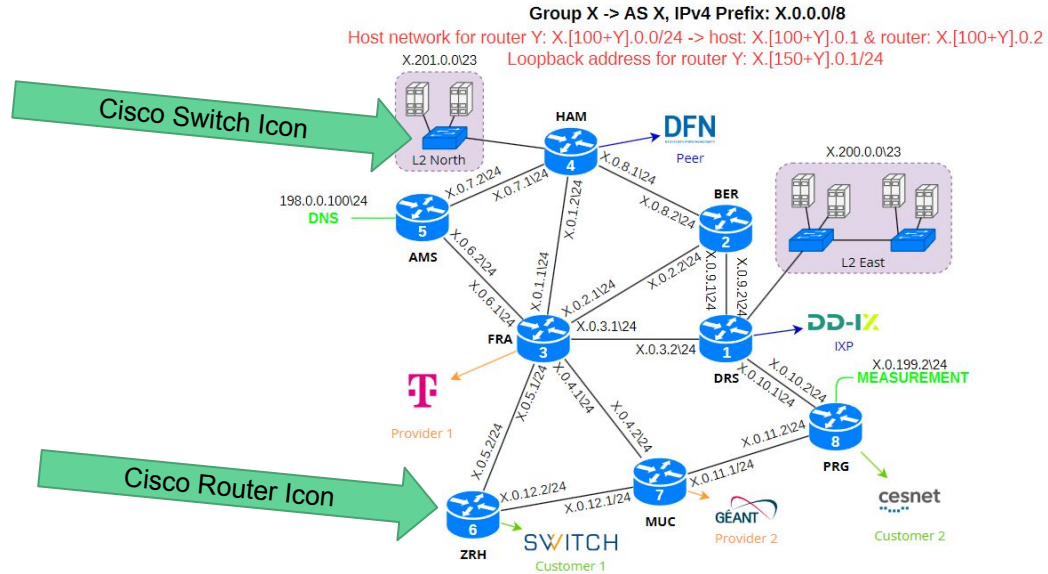 Group X -> AS X, IPv4 Prefix: X.0.0.0/8
Host network for router Y: X.[100+Y].0.0/24 -> host: X.[100+Y].0.1 & router: X.[100+Y].0.2
Loopback address for router Y: X.[150+Y].0.1/24
X.201.0.0\23
Cisco Switch Icon
L2 North
HAM
4
DFN
Peer
X.200.0.0\23
L2 East
X.0.7.2\24
X.0.7.1\24
X.0.8.1\24
X.0.8.2\24
BER
2
198.0.0.100\24
DNS
5
AMS
X.0.1.2\24
X.0.1.1\24
X.0.6.2\24
X.0.6.1\24
X.0.2.2\24
X.0.2.1\24
X.0.9.1\24
X.0.9.2\24
FRA
3
X.0.3.1\24
X.0.3.2\24
1
DRS
DD-IX
IXP
X.0.199.2\24
MEASUREMENT
X.0.10.2\24
X.0.10.1\24
T
Provider 1
X.0.5.1/24
X.0.5.2/24
X.0.4.1\24
X.0.4.2\24
X.0.11.2\24
X.0.11.1/24
8
PRG
Cisco Router Icon
X.0.12.2/24
X.0.12.1/24
7
MUC
6
ZRH
GÉANT
Provider 2
cesnet
Customer 2
SWITCH
Customer 1